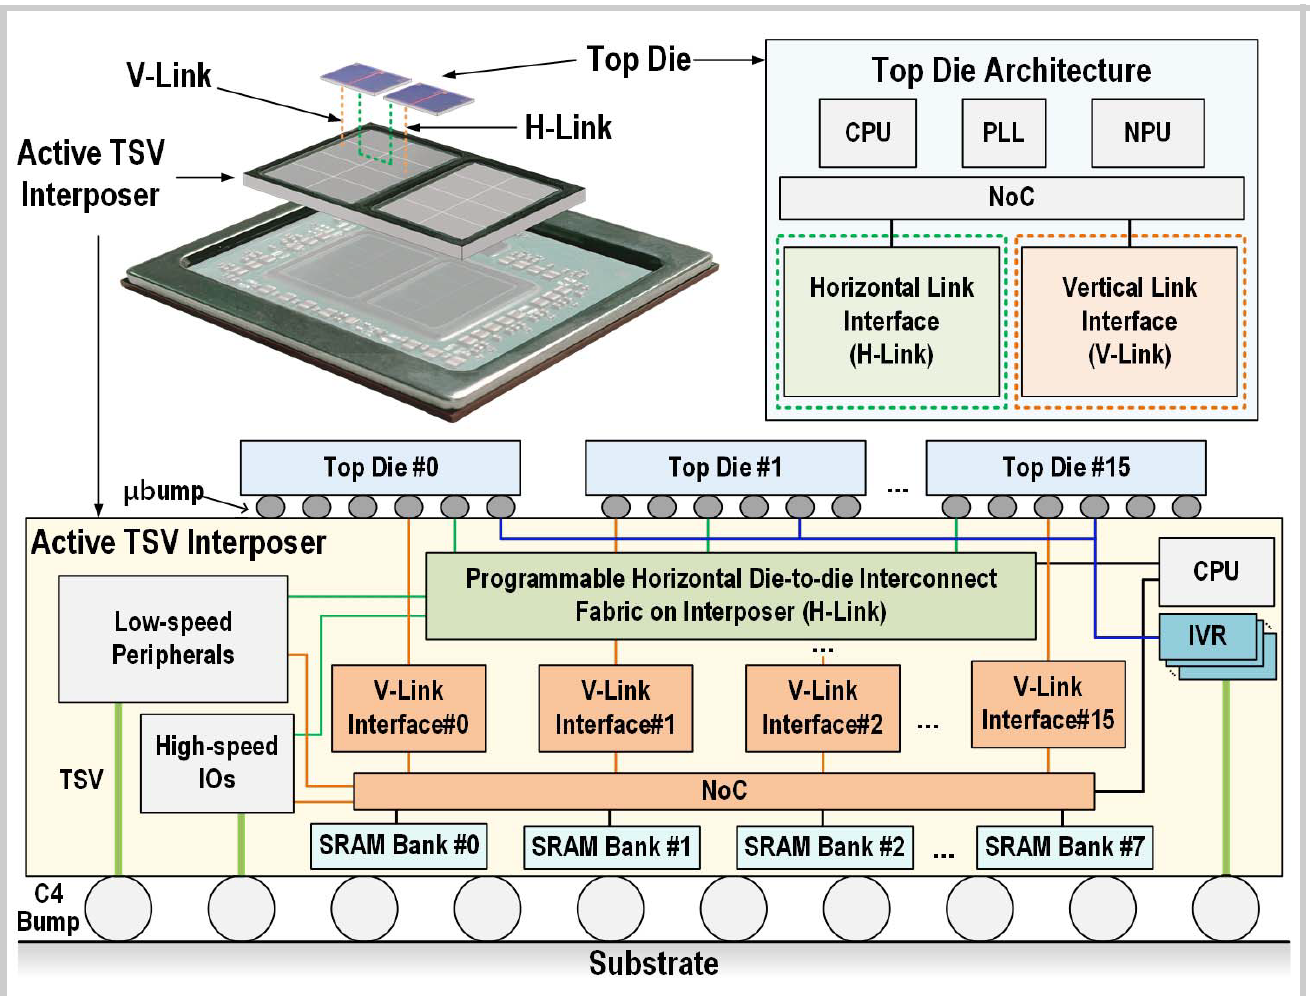 V-Link
Top Die
H-Link
Active TSV
Interposer
Top Die Architecture
CPU
PLL
NPU
NoC
Horizontal Link
Interface
(H-Link)
Vertical Link
Interface
(V-Link)
Top Die #0
Top Die #1
...
Top Die #15
μbump
Active TSV Interposer
Programmable Horizontal Die-to-die Interconnect
Fabric on Interposer (H-Link)
CPU
IVR
Low-speed
Peripherals
...
V-Link
Interface#0
V-Link
Interface#1
V-Link
Interface#2
...
V-Link
Interface#15
High-speed
IOs
TSV
NoC
SRAM Bank #0
SRAM Bank #1
SRAM Bank #2
...
SRAM Bank #7
C4
Bump
Substrate